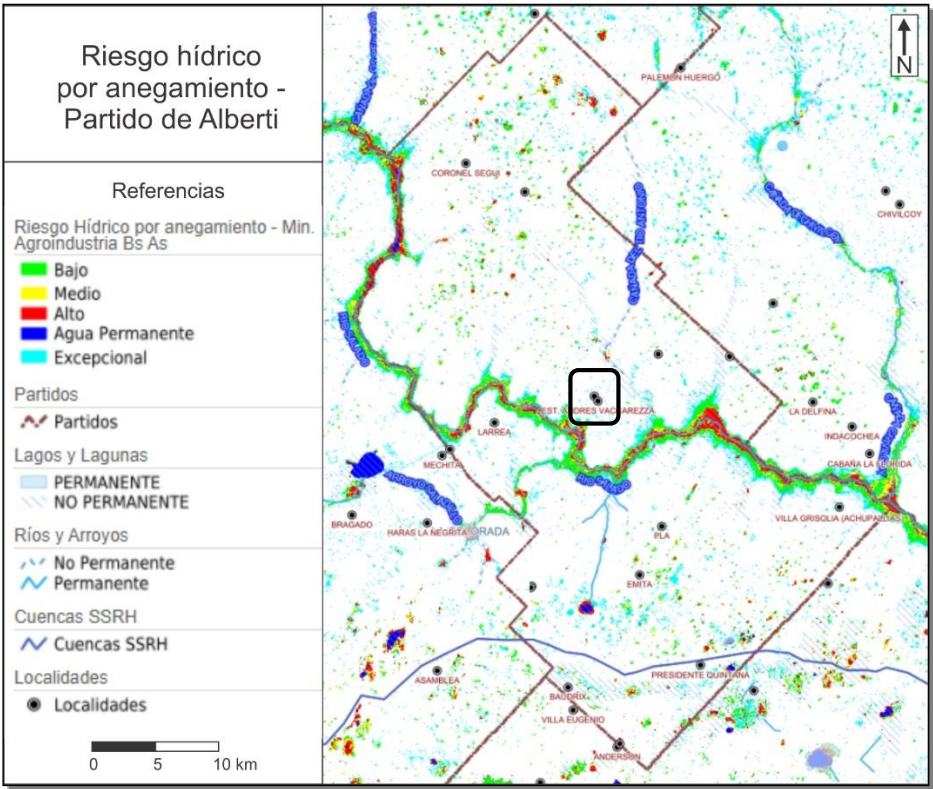 Riesgo hídrico
por anegamiento -
Partido de Alberti
Referencias
Riesgo Hídrico por anegamiento - Min.
Agroindustria Bs As
Bajo
Medio
Alto
Agua Permanente
Excepcional
Partidos
Partidos
Lagos y Lagunas
PERMANENTE
NO PERMANENTE
Ríos y Arroyos
No Permanente
Permanente
Cuencas SSRH
Cuencas SSRH
Localidades
Localidades
0 5 10 km
N
PALEMON HUERGO
CORONEL SEGUI
CHIVILCOY
EST. ANDRES VACCAREZZA
LA DELFINA
LARREA
INDACOCHEA
MECHITA
CABAÑA LA FLORIDA
BRAGADO
HARAS LA NEGRITA
VILLA GRISOLIA (ACHUPALLAS)
PLA
EMITA
ASAMBLEA
PRESIDENTE QUINTANA
BAUDRIX
VILLA EUGENIO
ANDERSON